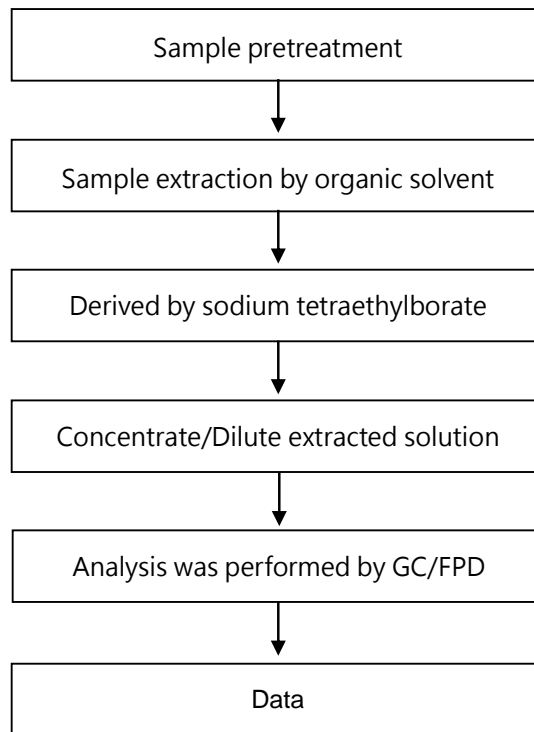 Sample pretreatment
Sample extraction by organic solvent
Derived by sodium tetraethylborate
Concentrate/Dilute extracted solution
Analysis was performed by GC/FPD
Data